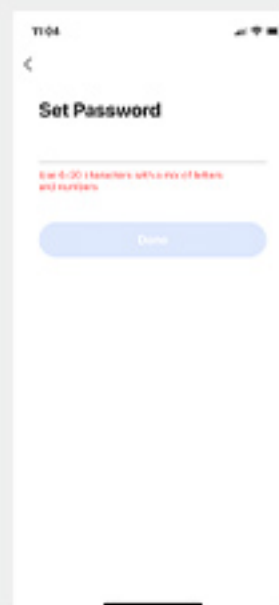 11:04
Set Password
Use 6-20 characters with a mix of letters
and numbers
Done